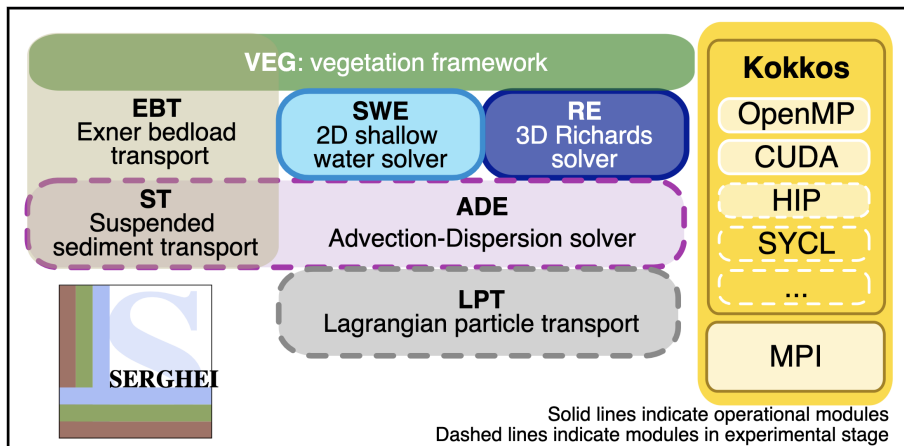 VEG: vegetation framework
EBT
Exner bedload
transport
SWE
2D shallow
water solver
RE
3D Richards
solver
ST
Suspended
sediment transport
ADE
Advection-Dispersion solver
LPT
Lagrangian particle transport
S
SERGHEI
Kokkos
OpenMP
CUDA
HIP
SYCL
...
MPI
Solid lines indicate operational modules
Dashed lines indicate modules in experimental stage